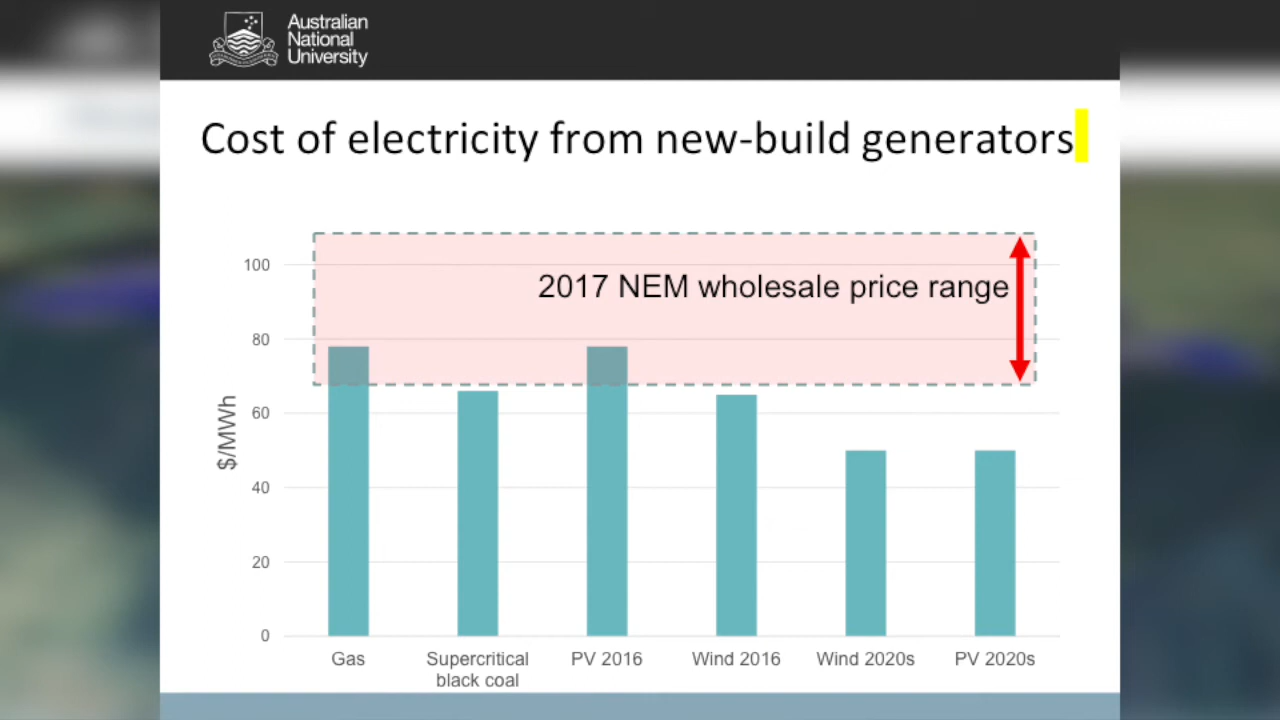 Australian
National
University
Cost of electricity from new-build generators
2017 NEM wholesale price range
$/MWh
100
80
60
40
20
0
Gas
Supercritical
black coal
PV 2016
Wind 2016
Wind 2020s
PV 2020s